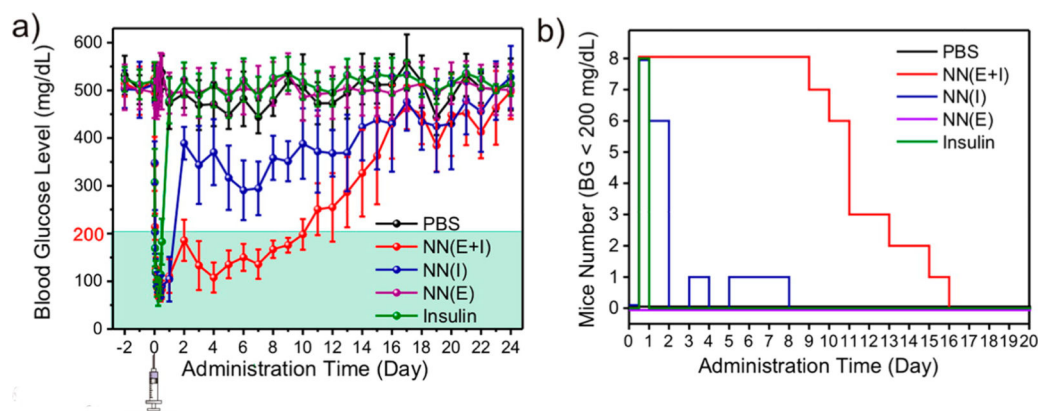 a)
Blood Glucose Level (mg/dL)
600
500
400
300
200
100
0
PBS
NN(E+I)
NN(I)
NN(E)
Insulin
-2 0 2 4 6 8 10 12 14 16 18 20 22 24
Administration Time (Day)
b)
Mice Number (BG < 200 mg/dL)
9
8
7
6
5
4
3
2
1
0
PBS
NN(E+I)
NN(I)
NN(E)
Insulin
0 1 2 3 4 5 6 7 8 9 10 11 12 13 14 15 16 17 18 19 20
Administration Time (Day)